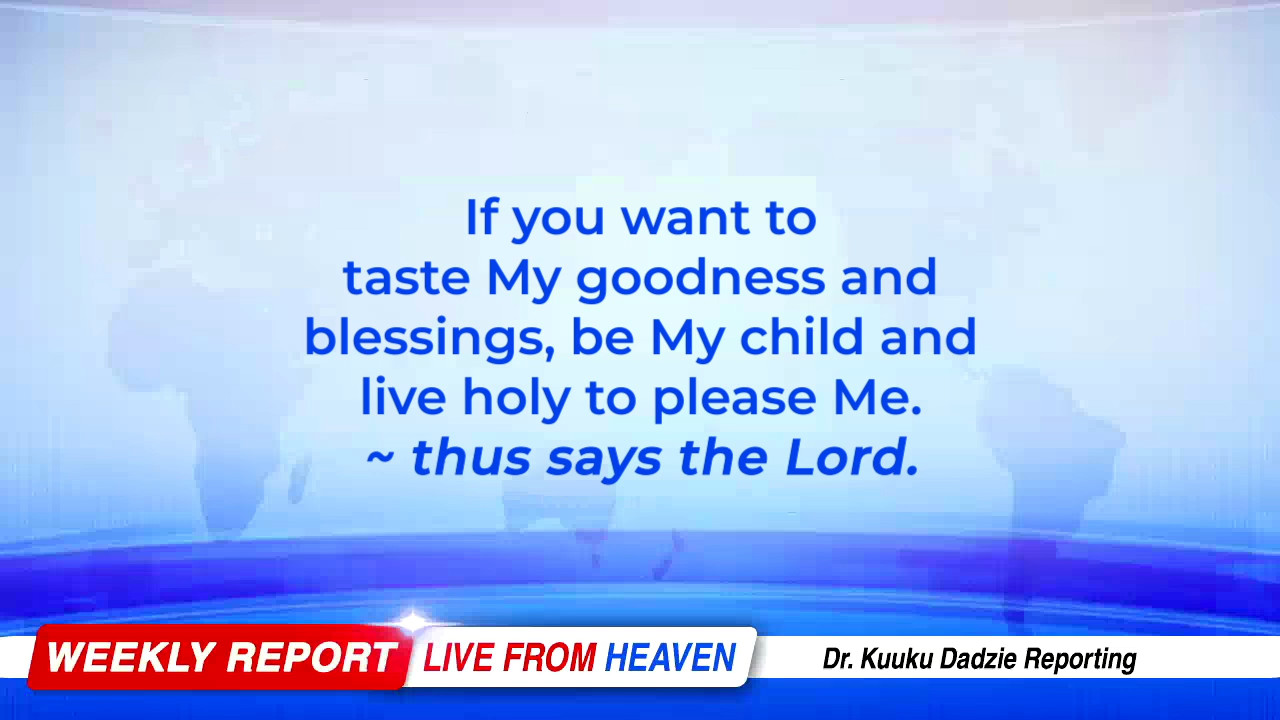 If you want to
taste My goodness and
blessings, be My child and
live holy to please Me.
~ thus says the Lord.
WEEKLY REPORT LIVE FROM HEAVEN Dr. Kuuku Dadzie Reporting